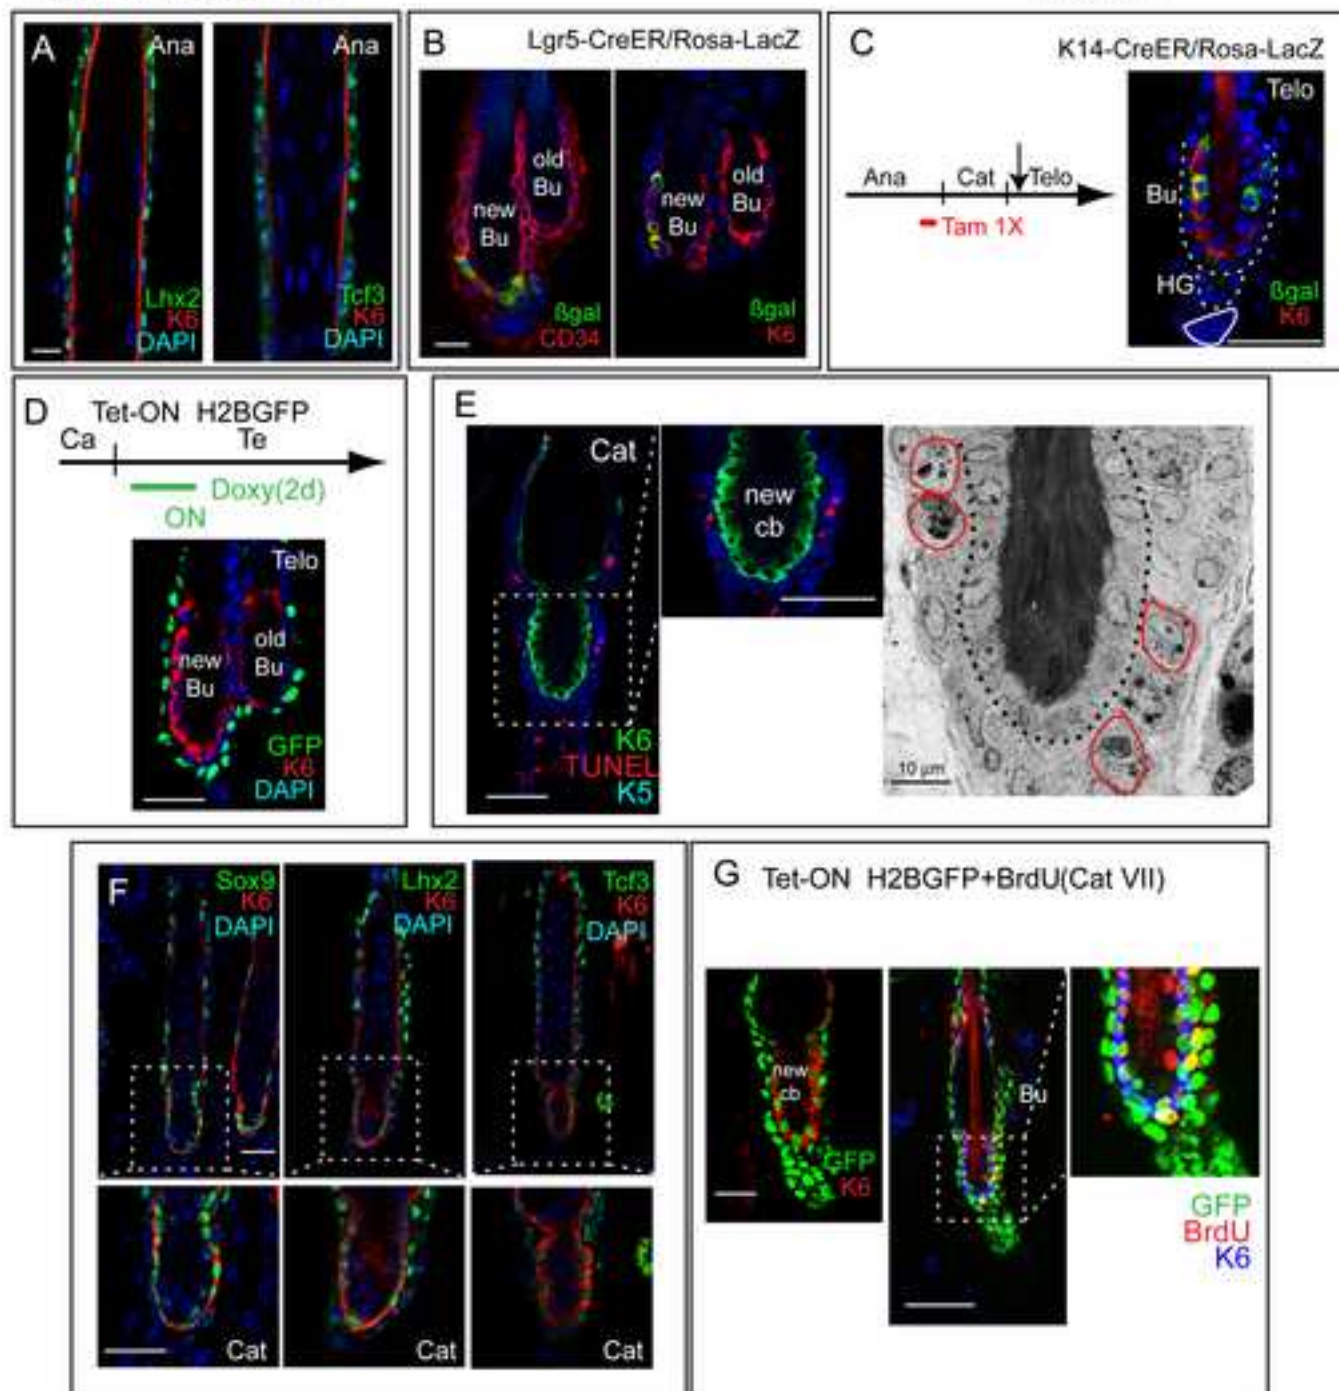 A
Ana
Lhx2
K6
DAPI
Ana
Tcf3
K6
DAPI
B
Lgr5-CreER/Rosa-LacZ
old
Bu
new
Bu
ßgal
CD34
old
Bu
new
Bu
ßgal
K6
C
K14-CreER/Rosa-LacZ
Ana
Cat
Telo
Tam 1X
Telo
Bu
HG
ßgal
K6
D
Tet-ON H2BGFP
Ca
Te
Doxy(2d)
ON
Telo
old
Bu
new
Bu
GFP
K6
DAPI
E
Cat
K6
TUNEL
K5
new
cb
10 µm
F
Sox9
K6
DAPI
Lhx2
K6
DAPI
Tcf3
K6
DAPI
Cat
Cat
Cat
G
Tet-ON H2BGFP+BrdU(Cat VII)
new
cb
GFP
K6
Bu
GFP
BrdU
K6